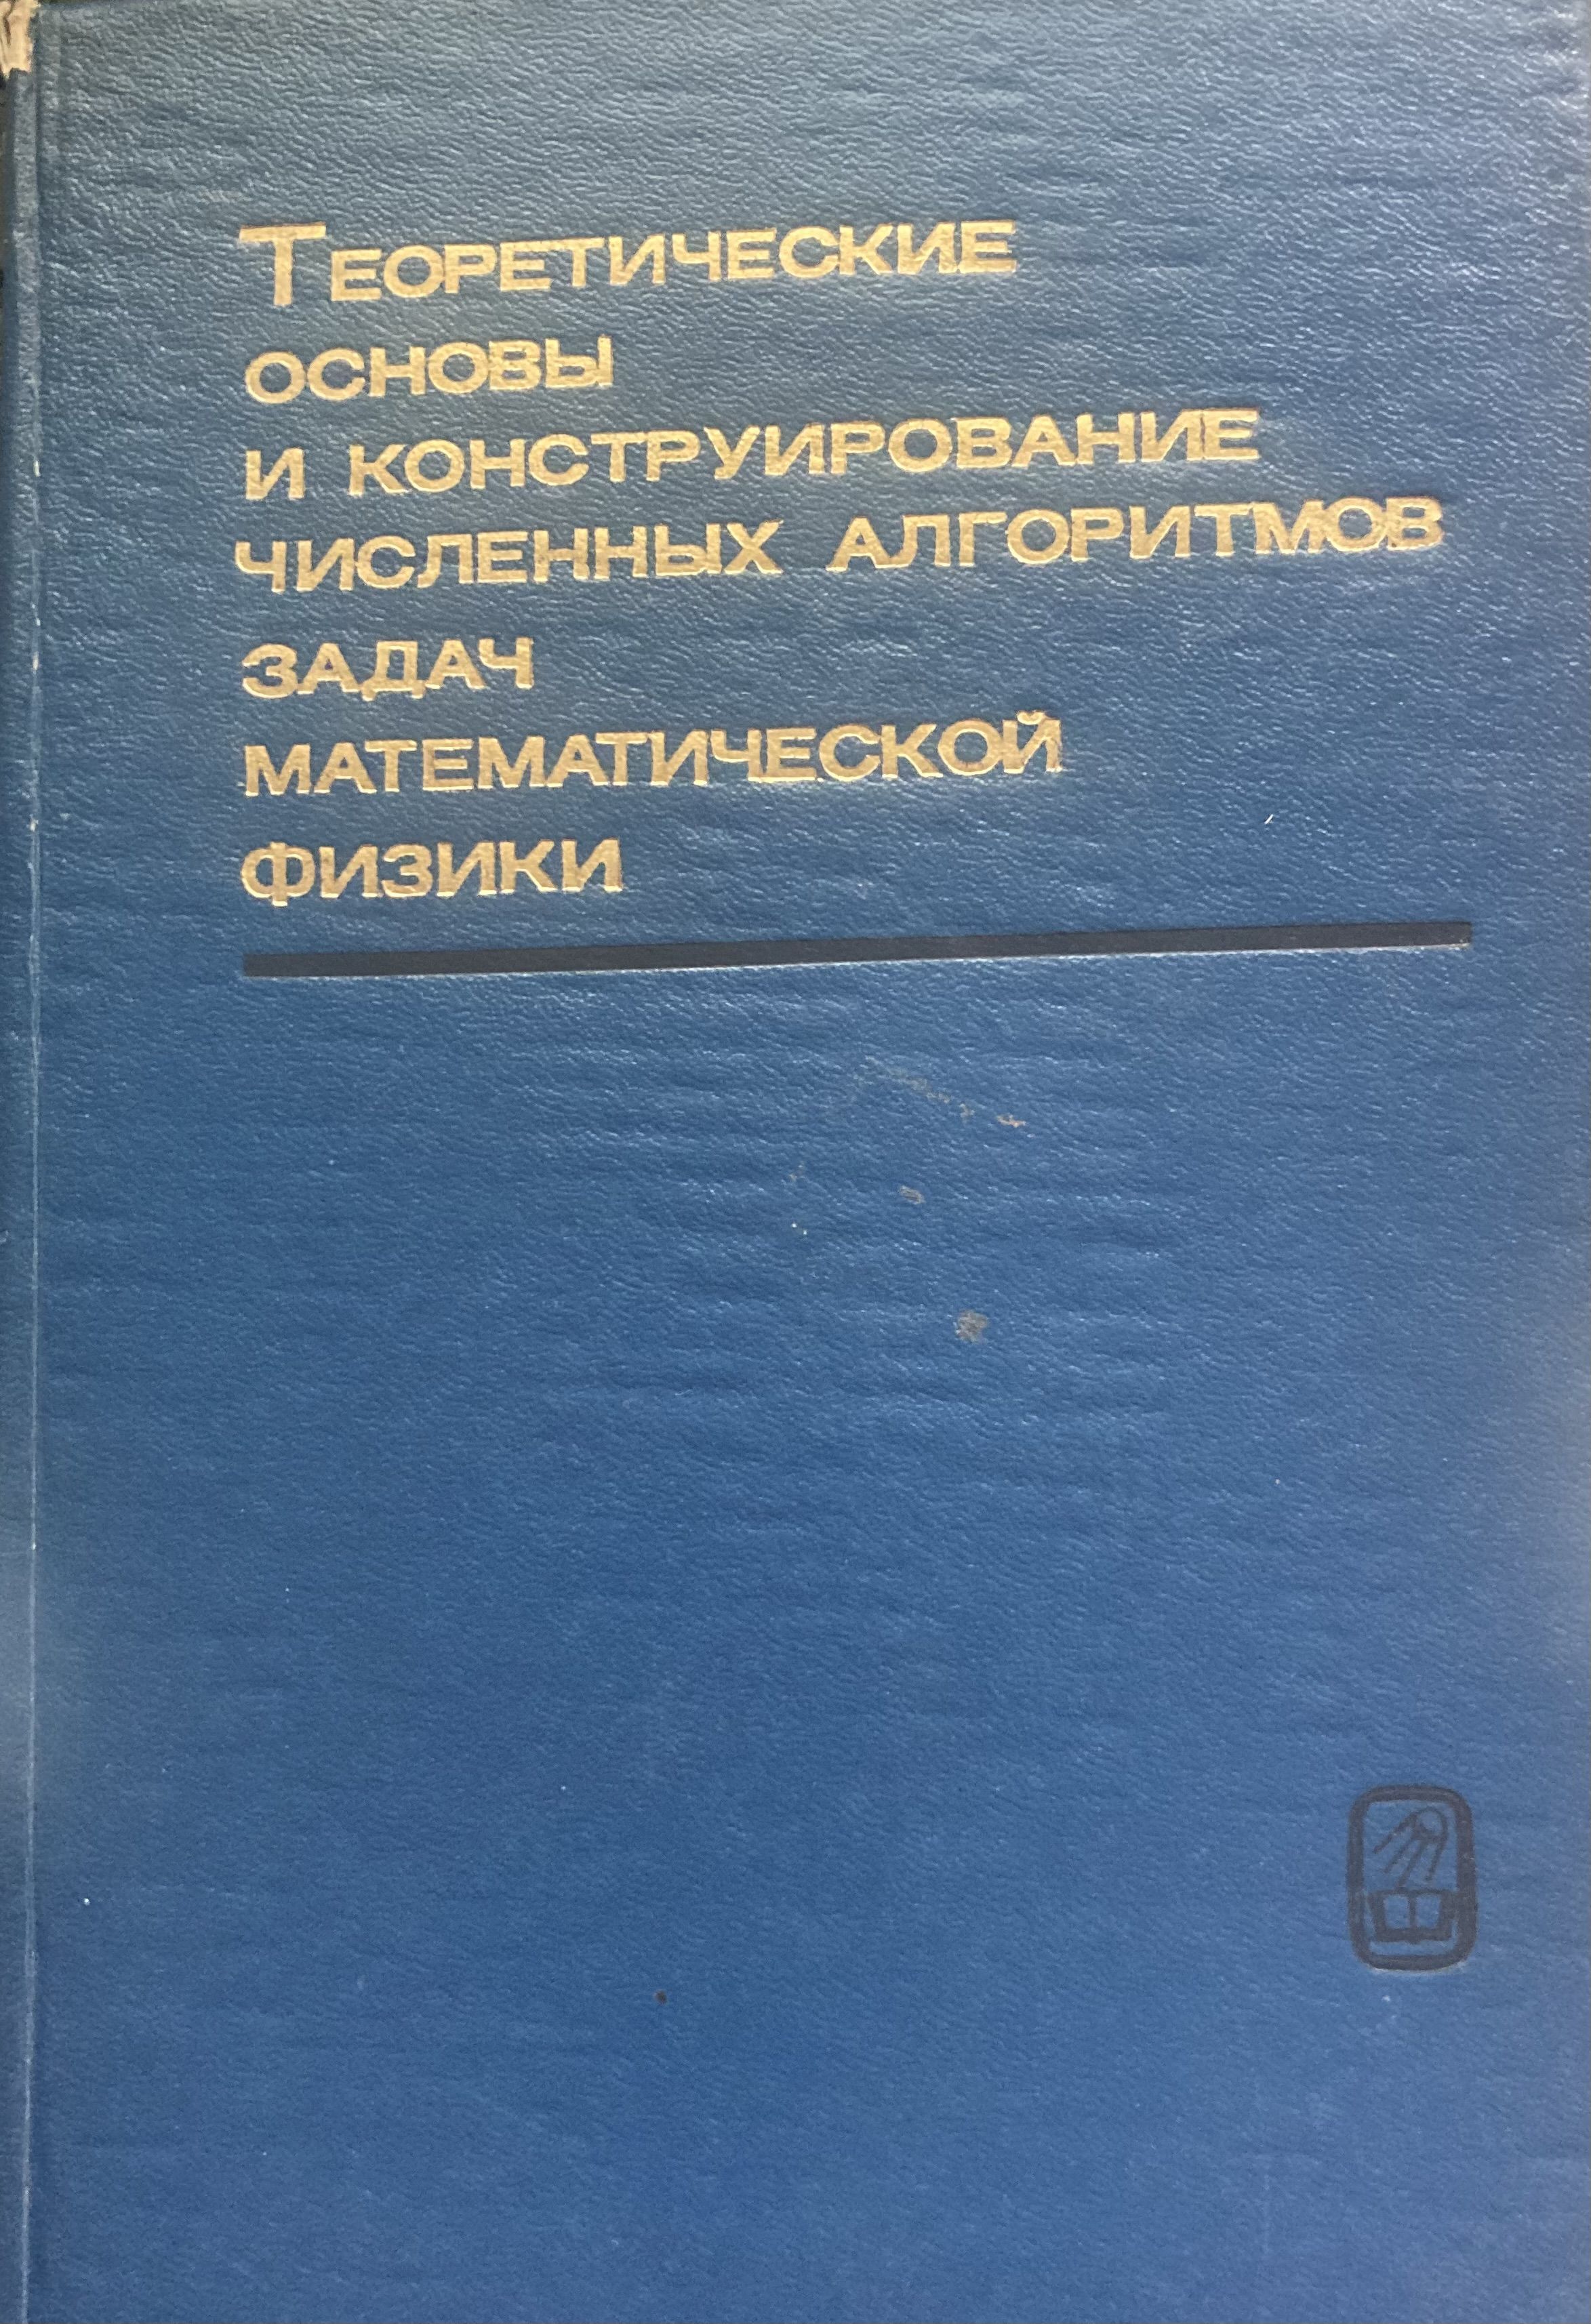 Теоретические
основы
и конструирование
численных алгоритмов
задач
математической
физики